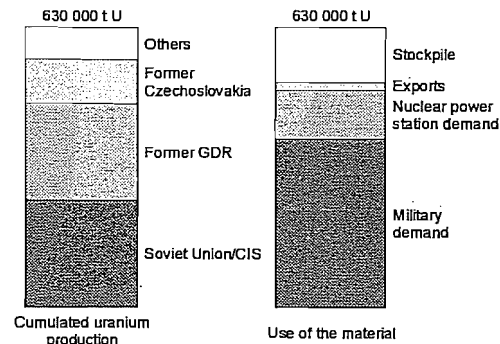 630 000 t U
Others
Former
Czechoslovakia
Former GDR
Soviet Union/CIS
Cumulated uranium
production
630 000 t U
Stockpile
Exports
Nuclear power
station demand
Military
demand
Use of the material